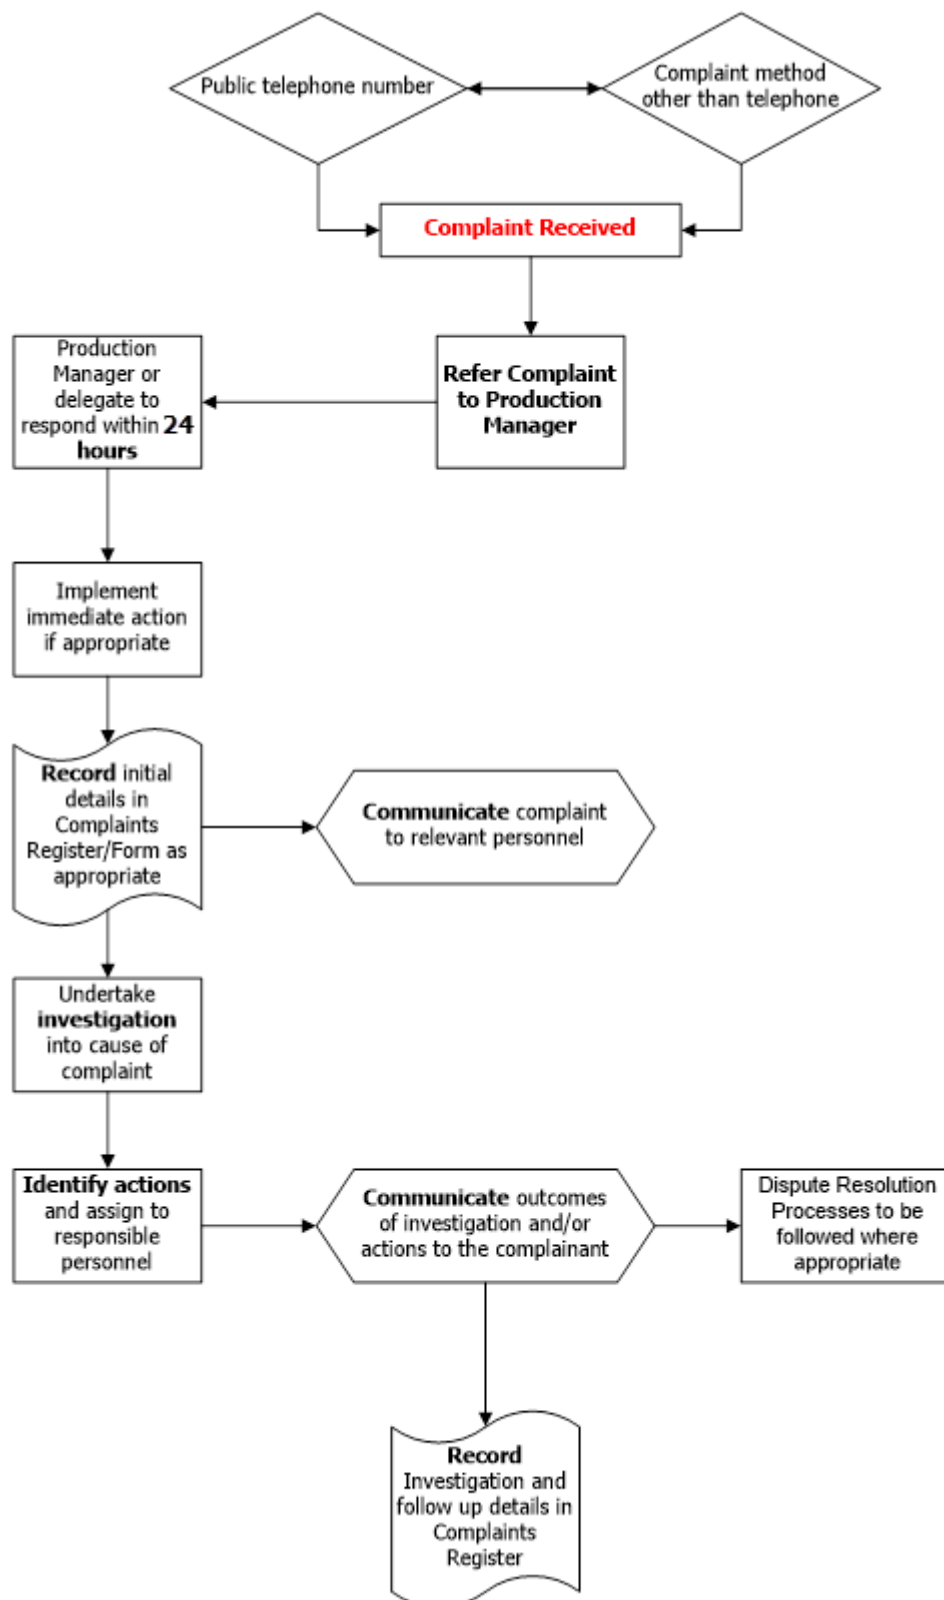 Public telephone number
Complaint method
other than telephone
Complaint Received
Refer Complaint
to Production
Manager
Production
Manager or
delegate to
respond within 24
hours
Implement
immediate action
if appropriate
Record initial
details in
Complaints
Register/Form as
appropriate
Communicate complaint
to relevant personnel
Undertake
investigation
into cause of
complaint
Identify actions
and assign to
responsible
personnel
Communicate outcomes
of investigation and/or
actions to the complainant
Dispute Resolution
Processes to be
followed where
appropriate
Record
Investigation and
follow up details in
Complaints
Register